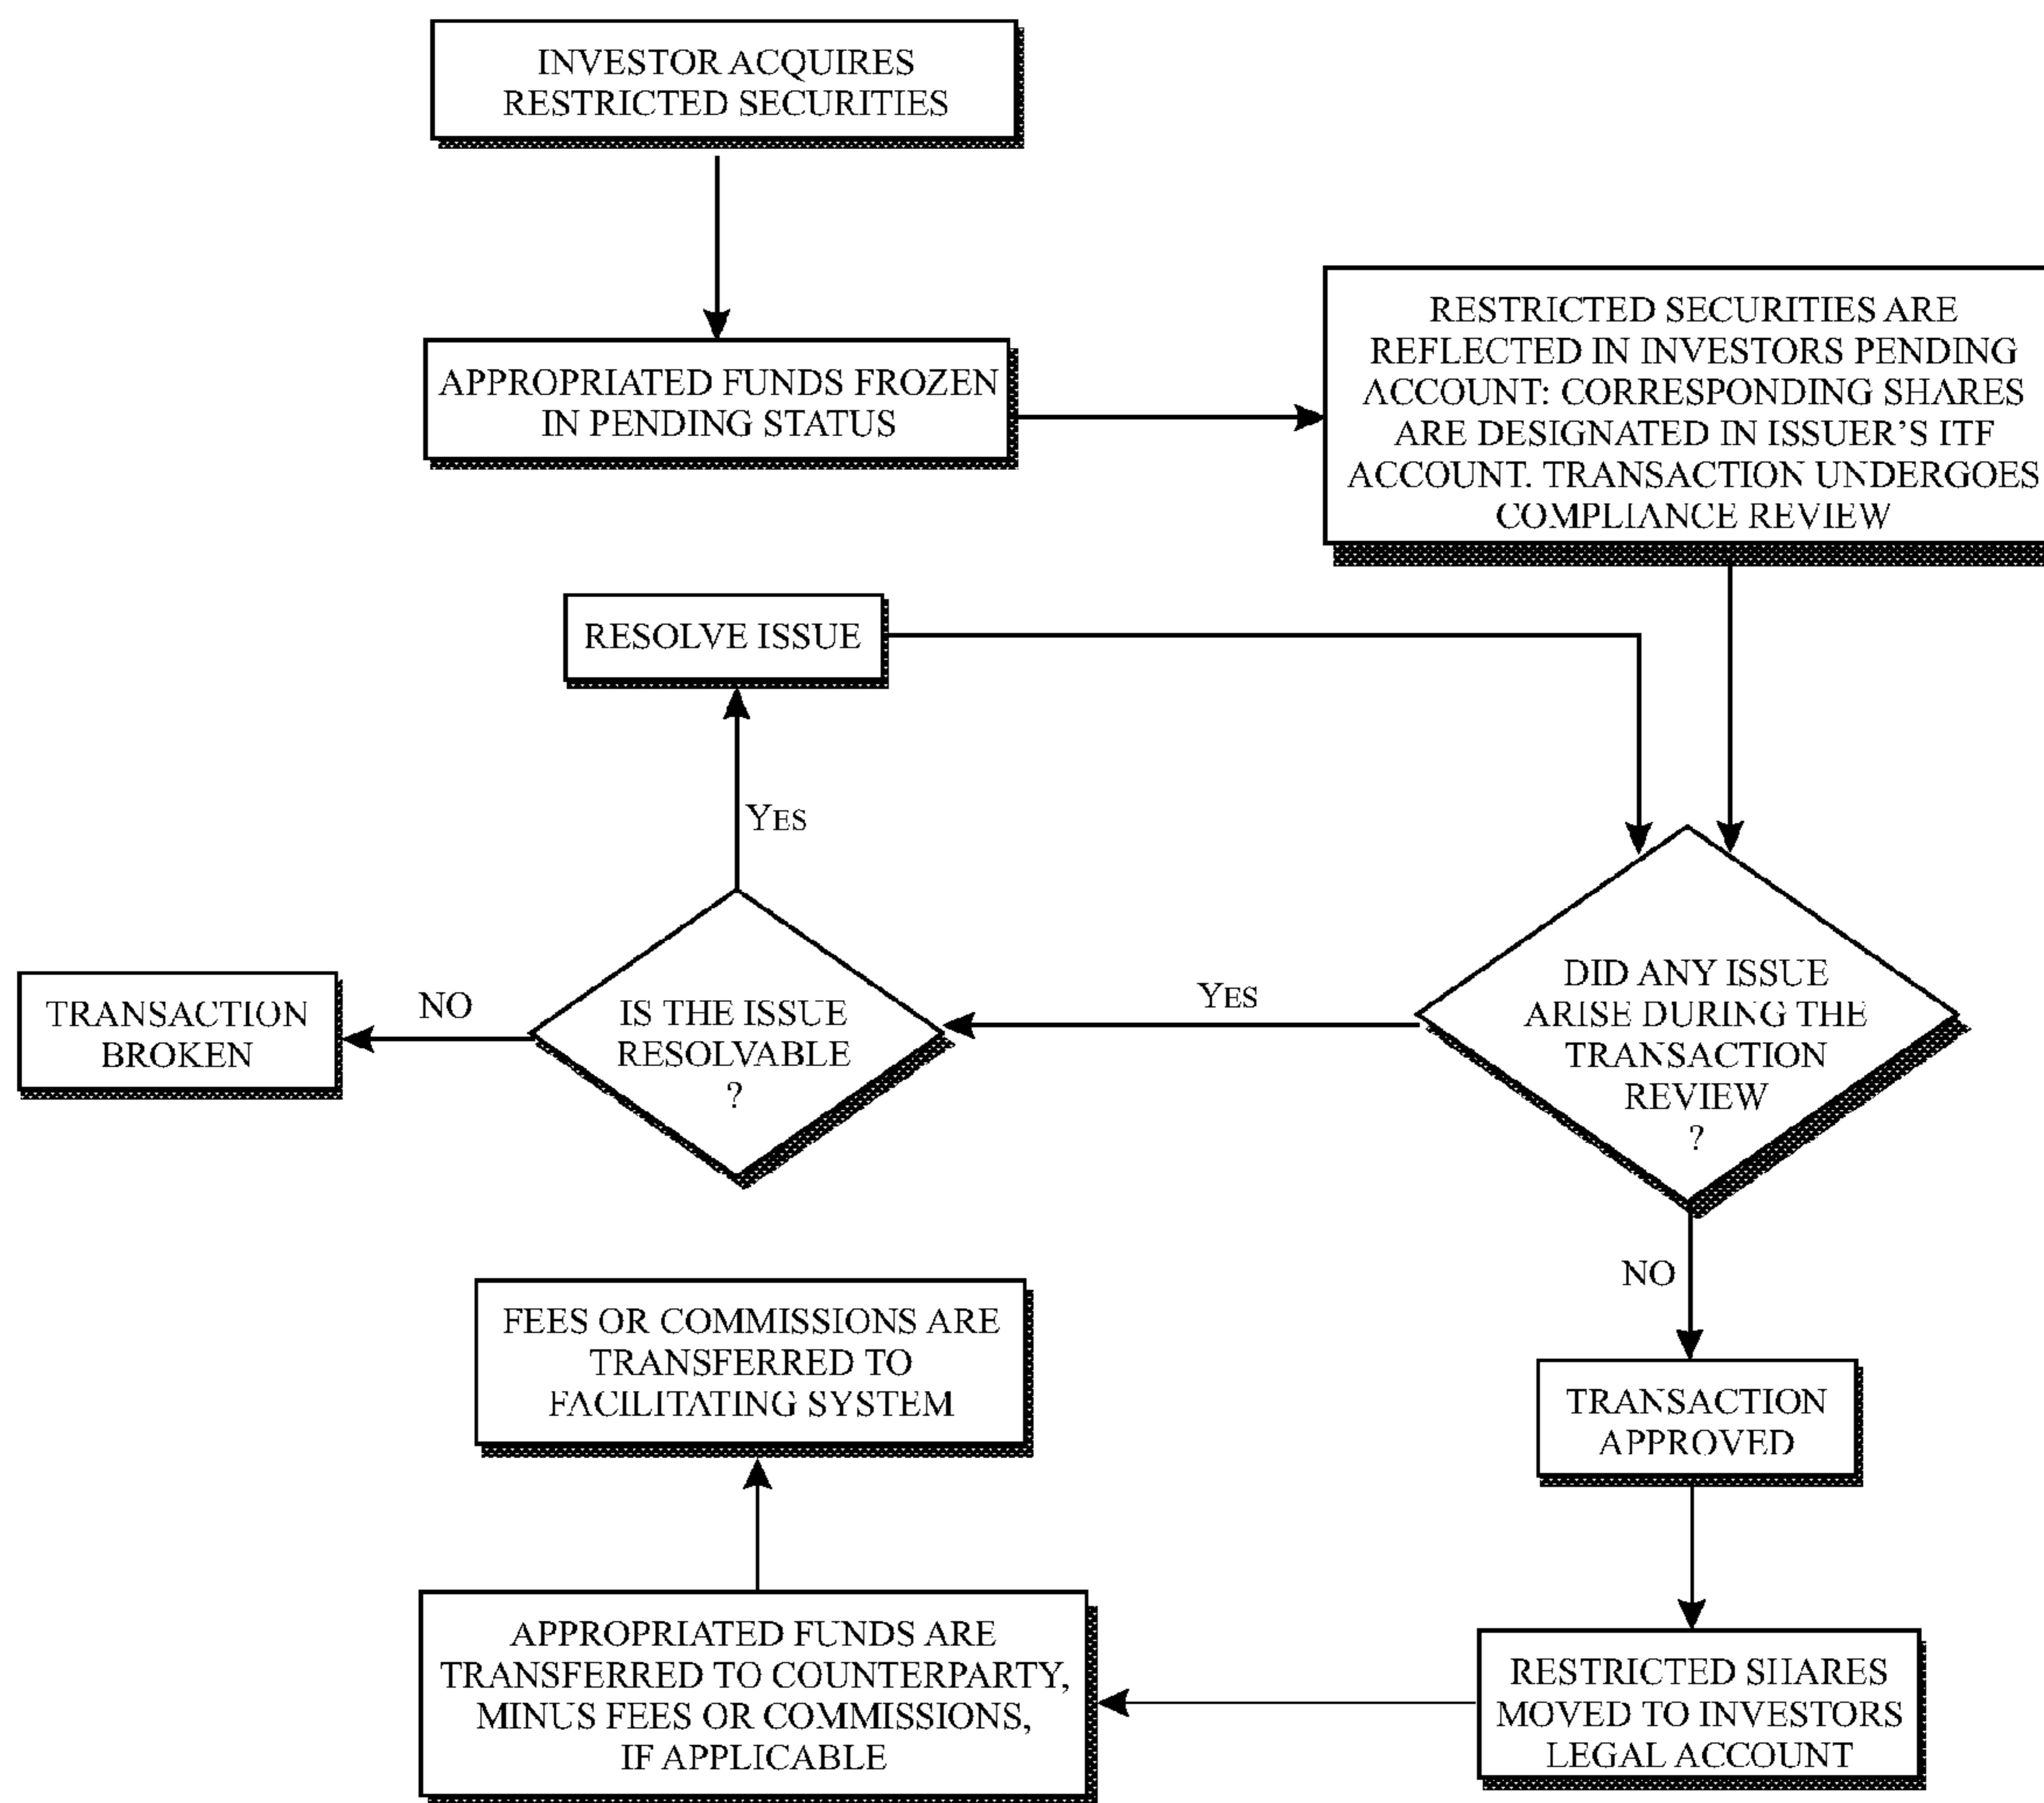 INVESTOR ACQUIRES
RESTRICTED SECURITIES
APPROPRIATED FUNDS FROZEN
IN PENDING STATUS
RESTRICTED SECURITIES ARE
REFLECTED IN INVESTORS PENDING
ACCOUNT: CORRESPONDING SHARES
ARE DESIGNATED IN ISSUER'S ITF
ACCOUNT. TRANSACTION UNDERGOES
COMPLIANCE REVIEW
RESOLVE ISSUE
YES
DID ANY ISSUE
ARISE DURING THE
TRANSACTION
REVIEW
?
YES
IS THE ISSUE
RESOLVABLE
?
NO
TRANSACTION
BROKEN
NO
TRANSACTION
APPROVED
RESTRICTED SHARES
MOVED TO INVESTORS
LEGAL ACCOUNT
APPROPRIATED FUNDS ARE
TRANSFERRED TO COUNTERPARTY,
MINUS FEES OR COMMISSIONS,
IF APPLICABLE
FEES OR COMMISSIONS ARE
TRANSFERRED TO
FACILITATING SYSTEM